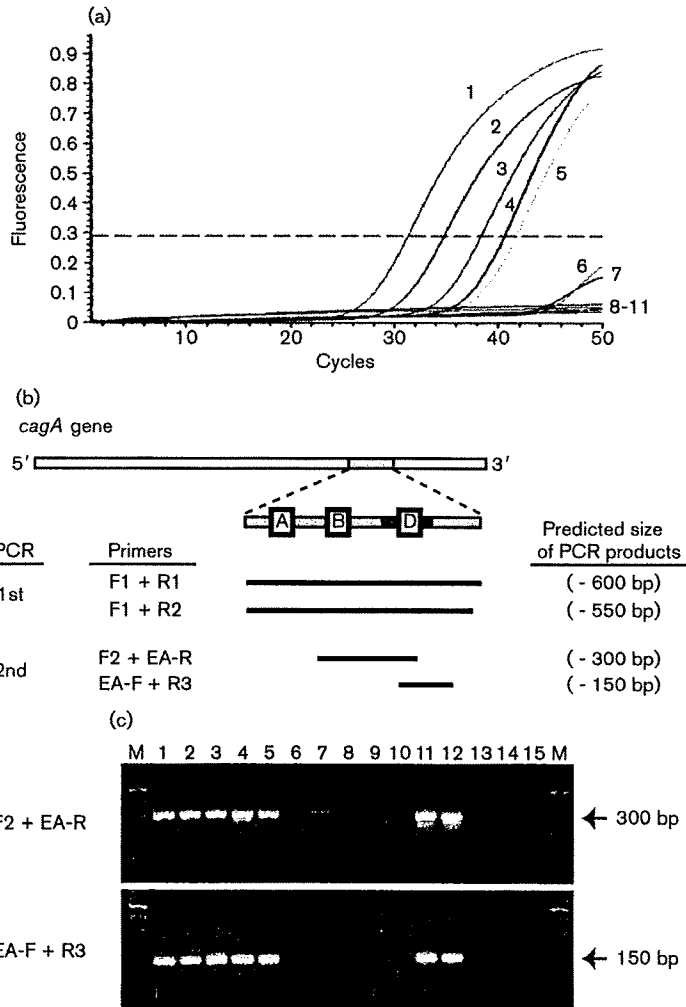 (a)
0.9
0.8
0.7
0.6
0.5
0.4
0.3
0.2
0.1
0
Fluorescence
1
2
3
4
5
6
7
8-11
10
20
30
40
50
Cycles
(b)
cagA gene
5′
3′
A
B
D
PCR
Primers
Predicted size
of PCR products
1st
F1 + R1
(- 600 bp)
F1 + R2
(- 550 bp)
2nd
F2 + EA-R
(- 300 bp)
EA-F + R3
(- 150 bp)
(c)
M 1 2 3 4 5 6 7 8 9 10 11 12 13 14 15 M
F2 + EA-R
300 bp
EA-F + R3
150 bp